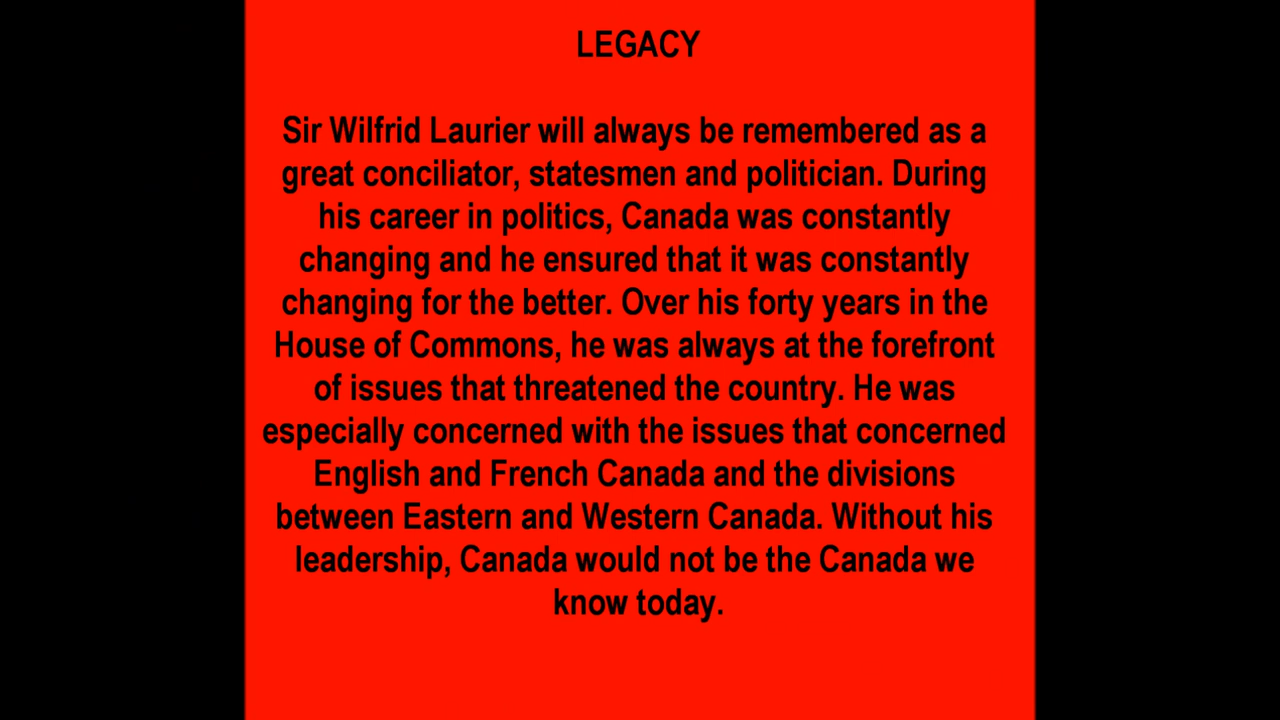 LEGACY
Sir Wilfrid Laurier will always be remembered as a
great conciliator, statesmen and politician. During
his career in politics, Canada was constantly
changing and he ensured that it was constantly
changing for the better. Over his forty years in the
House of Commons, he was always at the forefront
of issues that threatened the country. He was
especially concerned with the issues that concerned
English and French Canada and the divisions
between Eastern and Western Canada. Without his
leadership, Canada would not be the Canada we
know today.